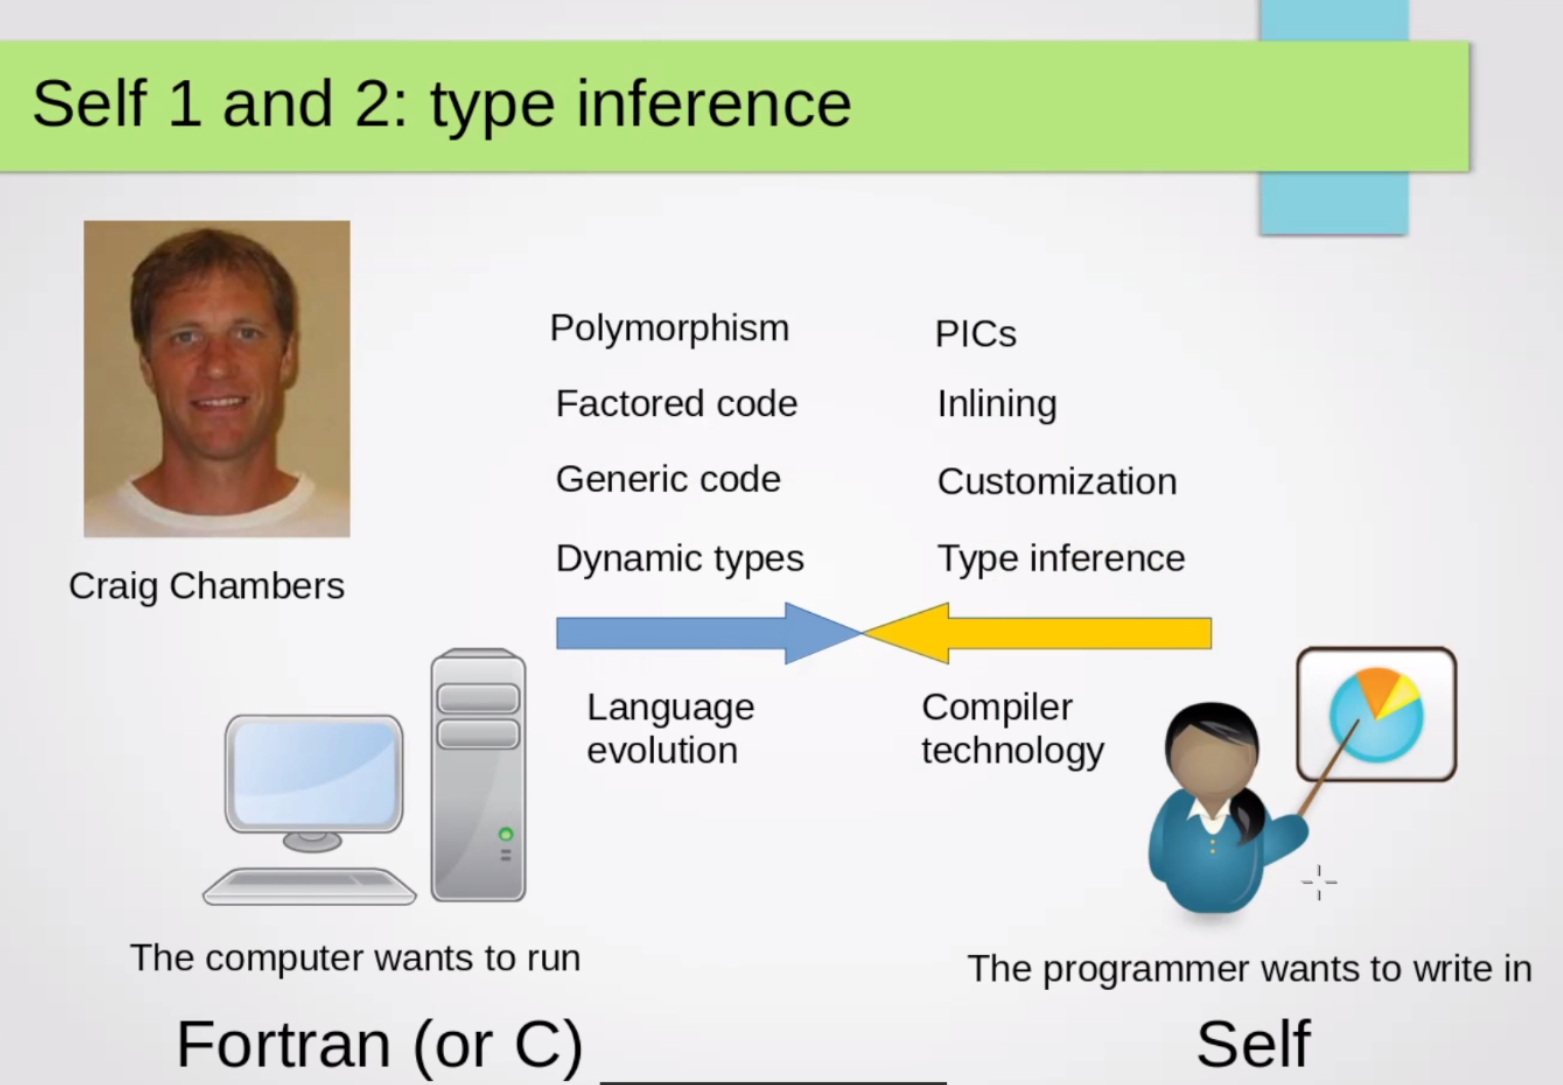 Self 1 and 2: type inference
Polymorphism
PICs
Factored code
Inlining
Generic code
Customization
Dynamic types
Type inference
Craig Chambers
Language
evolution
Compiler
technology
The computer wants to run
Fortran (or C)
The programmer wants to write in
Self